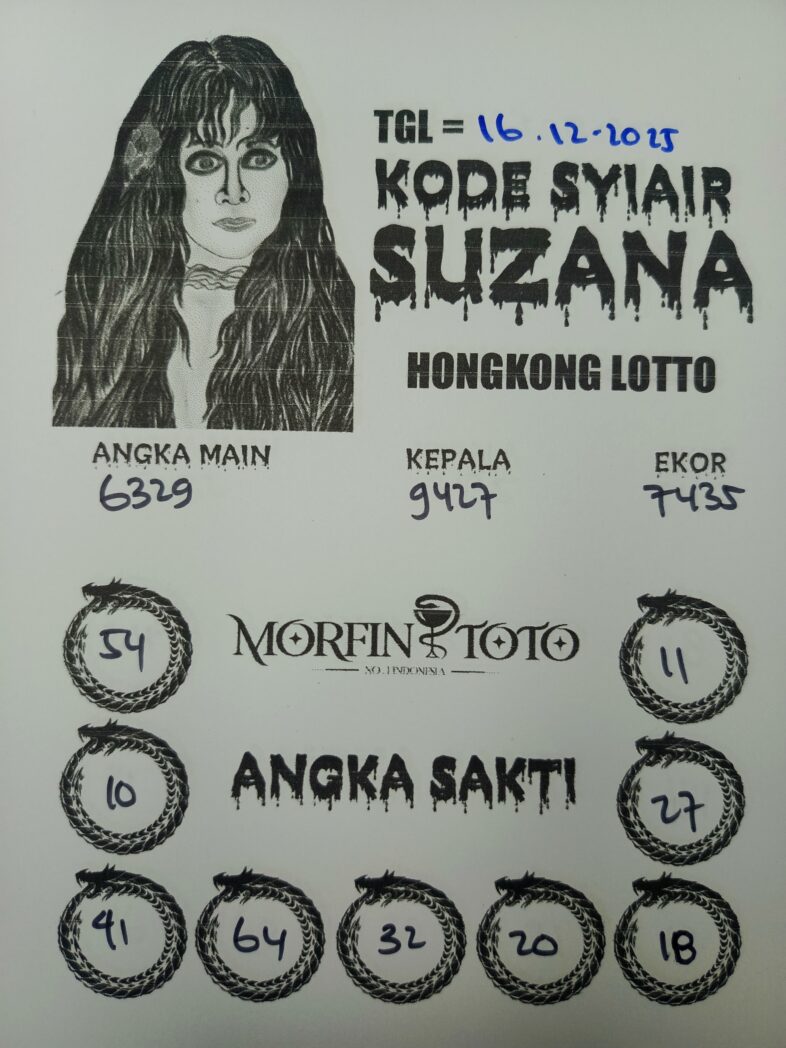 TGL = 16.12-2025
KODE SYIAIR
SUZANA
HONGKONG LOTTO
ANGKA MAIN KEPALA EKOR
6329 9427 7435
54 MORFIN TOTO 11
NO.1 INDONESIA
10 ANGKA SAKTI 27
41 64 32 20 18